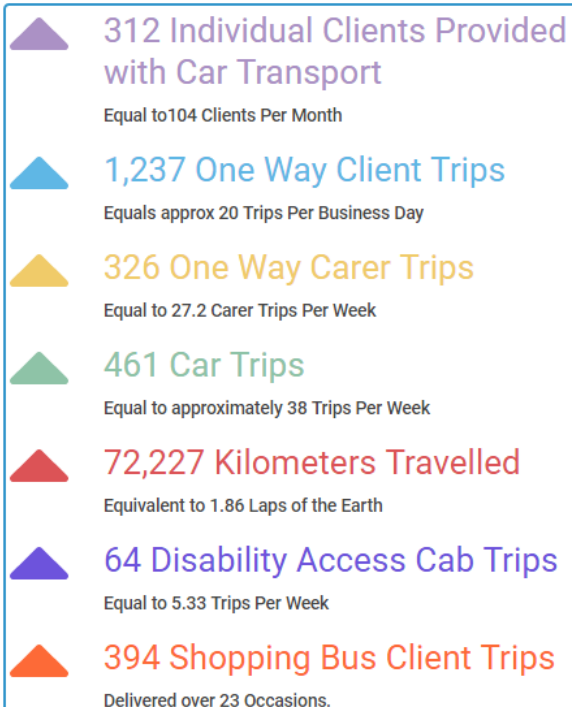 312 Individual Clients Provided
with Car Transport
Equal to104 Clients Per Month
1,237 One Way Client Trips
Equals approx 20 Trips Per Business Day
326 One Way Carer Trips
Equal to 27.2 Carer Trips Per Week
461 Car Trips
Equal to approximately 38 Trips Per Week
72,227 Kilometers Travelled
Equivalent to 1.86 Laps of the Earth
64 Disability Access Cab Trips
Equal to 5.33 Trips Per Week
394 Shopping Bus Client Trips
Delivered over 23 Occasions.